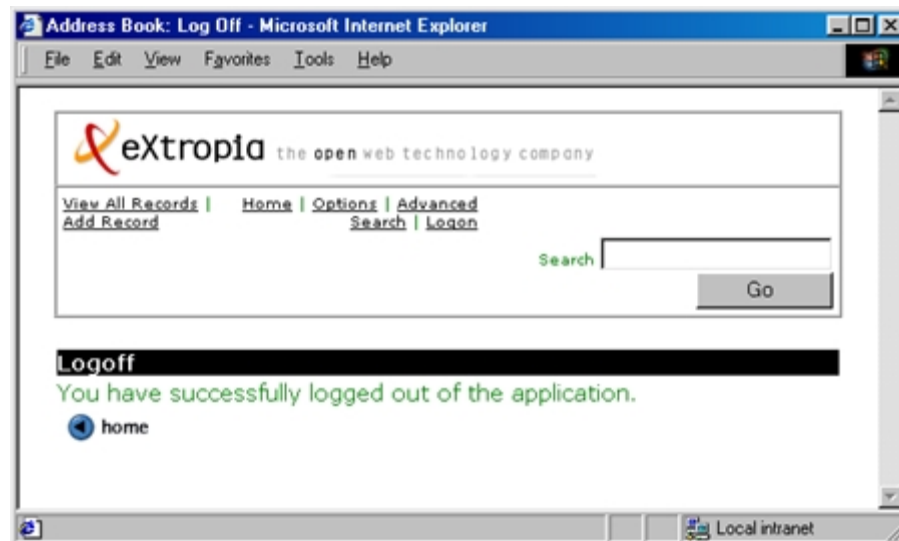 Address Book: Log Off - Microsoft Internet Explorer
File Edit View Favorites Tools Help
eXtropia the open web technology company
View All Records | Home | Options | Advanced
Add Record Search | Logon
Search
Go
Logoff
You have successfully logged out of the application.
home
Local intranet